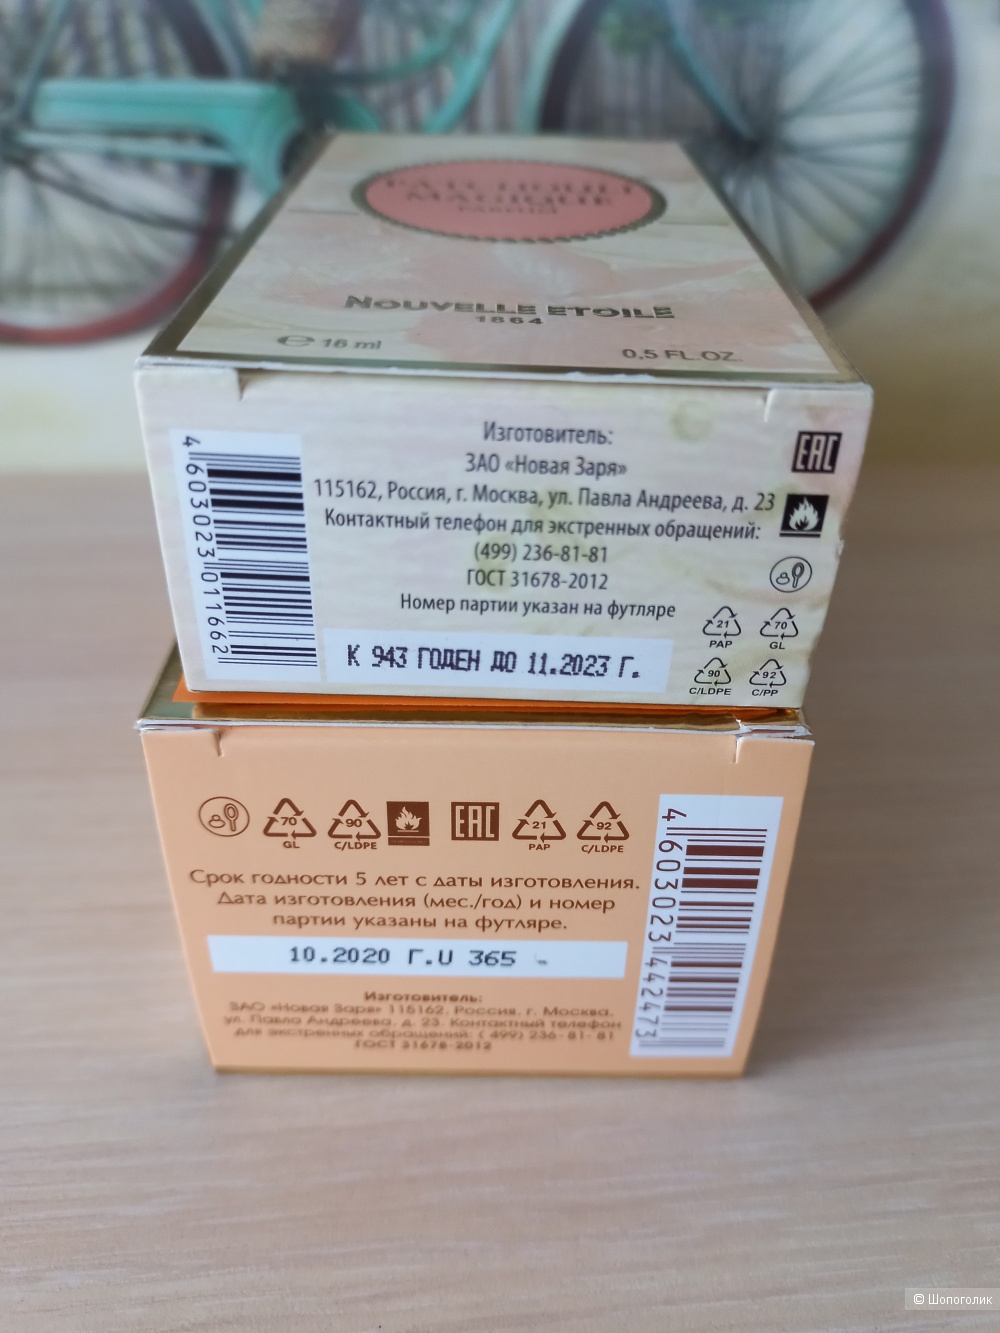 PATCHOULI
MAGIQUE
PARFUM
NOUVELLE ETOILE
1864
℮ 16 ml
0,5 FL.OZ.
Изготовитель:
ЗАО «Новая Заря»
115162, Россия, г. Москва, ул. Павла Андреева, д. 23
Контактный телефон для экстренных обращений:
(499) 236-81-81
ГОСТ 31678-2012
Номер партии указан на футляре
К 943 ГОДЕН ДО 11.2023 Г.
4 603023 011662
EAC
21
PAP
70
GL
90
C/LDPE
92
C/PP
70
GL
90
C/LDPE
EAC
21
PAP
92
C/LDPE
Срок годности 5 лет с даты изготовления.
Дата изготовления (мес./год) и номер
партии указаны на футляре.
10.2020 Г.U 365
Изготовитель:
ЗАО «Новая Заря» 115162, Россия, г. Москва,
ул. Павла Андреева, д. 23. Контактный телефон
для экстренных обращений: ( 499) 236-81-81
ГОСТ 31678-2012
4 603023 442473
© Шопоголик